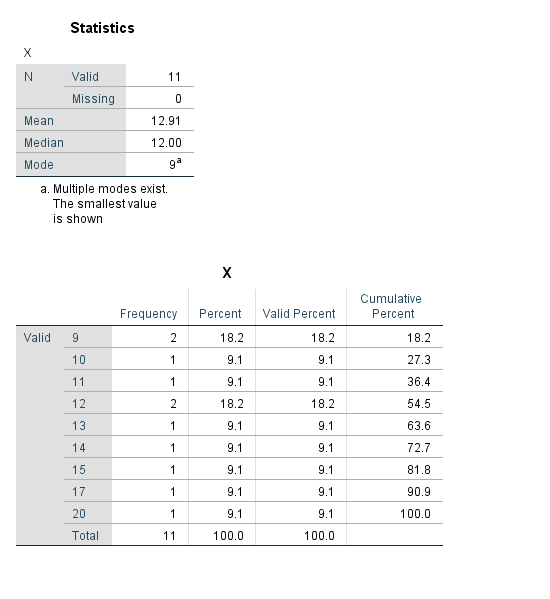 Statistics
X
N Valid 11
Missing 0
Mean 12.91
Median 12.00
Mode 9a
a. Multiple modes exist.
The smallest value
is shown
X
Frequency Percent Valid Percent Cumulative Percent
Valid 9 2 18.2 18.2 18.2
10 1 9.1 9.1 27.3
11 1 9.1 9.1 36.4
12 2 18.2 18.2 54.5
13 1 9.1 9.1 63.6
14 1 9.1 9.1 72.7
15 1 9.1 9.1 81.8
17 1 9.1 9.1 90.9
20 1 9.1 9.1 100.0
Total 11 100.0 100.0